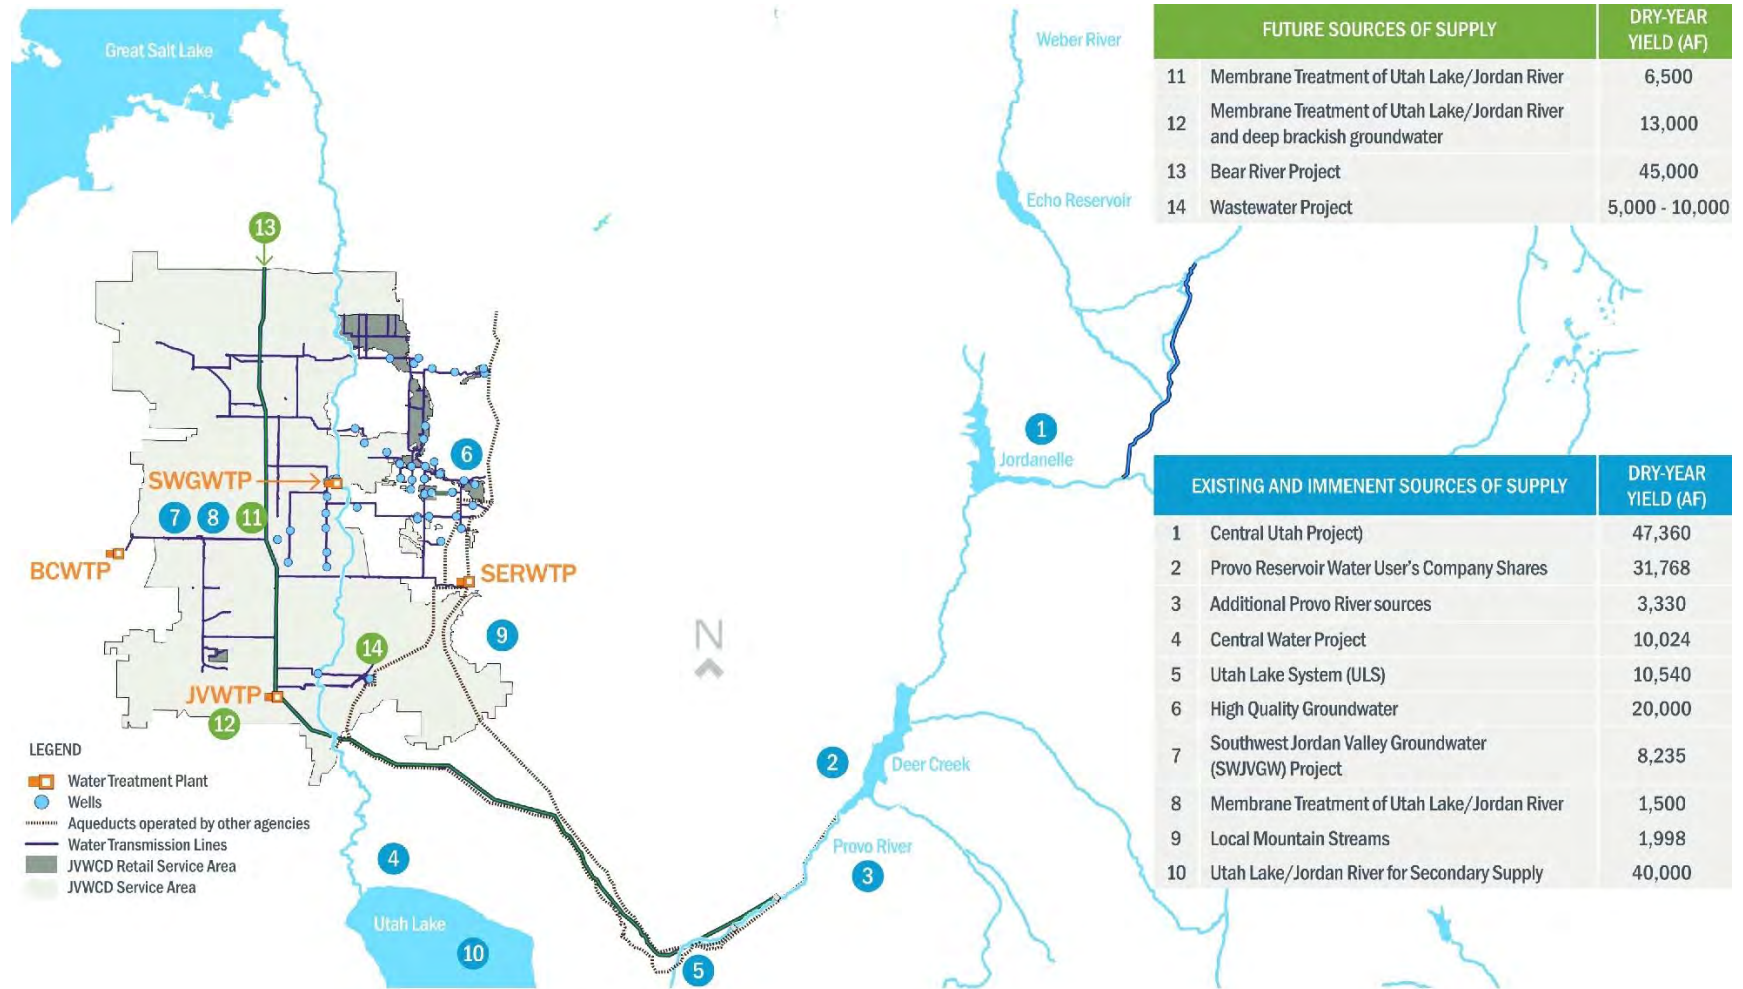 Great Salt Lake
Weber River
Echo Reservoir
13
FUTURE SOURCES OF SUPPLY
DRY-YEAR
YIELD (AF)
11 Membrane Treatment of Utah Lake/Jordan River 6,500
12 Membrane Treatment of Utah Lake/Jordan River
and deep brackish groundwater 13,000
13 Bear River Project 45,000
14 Wastewater Project 5,000 - 10,000
1
Jordanelle
6
SWGWTP
7 8 11
BCWTP
SERWTP
9
14
N
JVWTP
12
2
Deer Creek
Provo River
3
4
Utah Lake
10
5
LEGEND
Water Treatment Plant
Wells
Aqueducts operated by other agencies
Water Transmission Lines
JVWCD Retail Service Area
JVWCD Service Area
EXISTING AND IMMENENT SOURCES OF SUPPLY
DRY-YEAR
YIELD (AF)
1 Central Utah Project) 47,360
2 Provo Reservoir Water User's Company Shares 31,768
3 Additional Provo River sources 3,330
4 Central Water Project 10,024
5 Utah Lake System (ULS) 10,540
6 High Quality Groundwater 20,000
7 Southwest Jordan Valley Groundwater
(SWJVGW) Project 8,235
8 Membrane Treatment of Utah Lake/Jordan River 1,500
9 Local Mountain Streams 1,998
10 Utah Lake/Jordan River for Secondary Supply 40,000